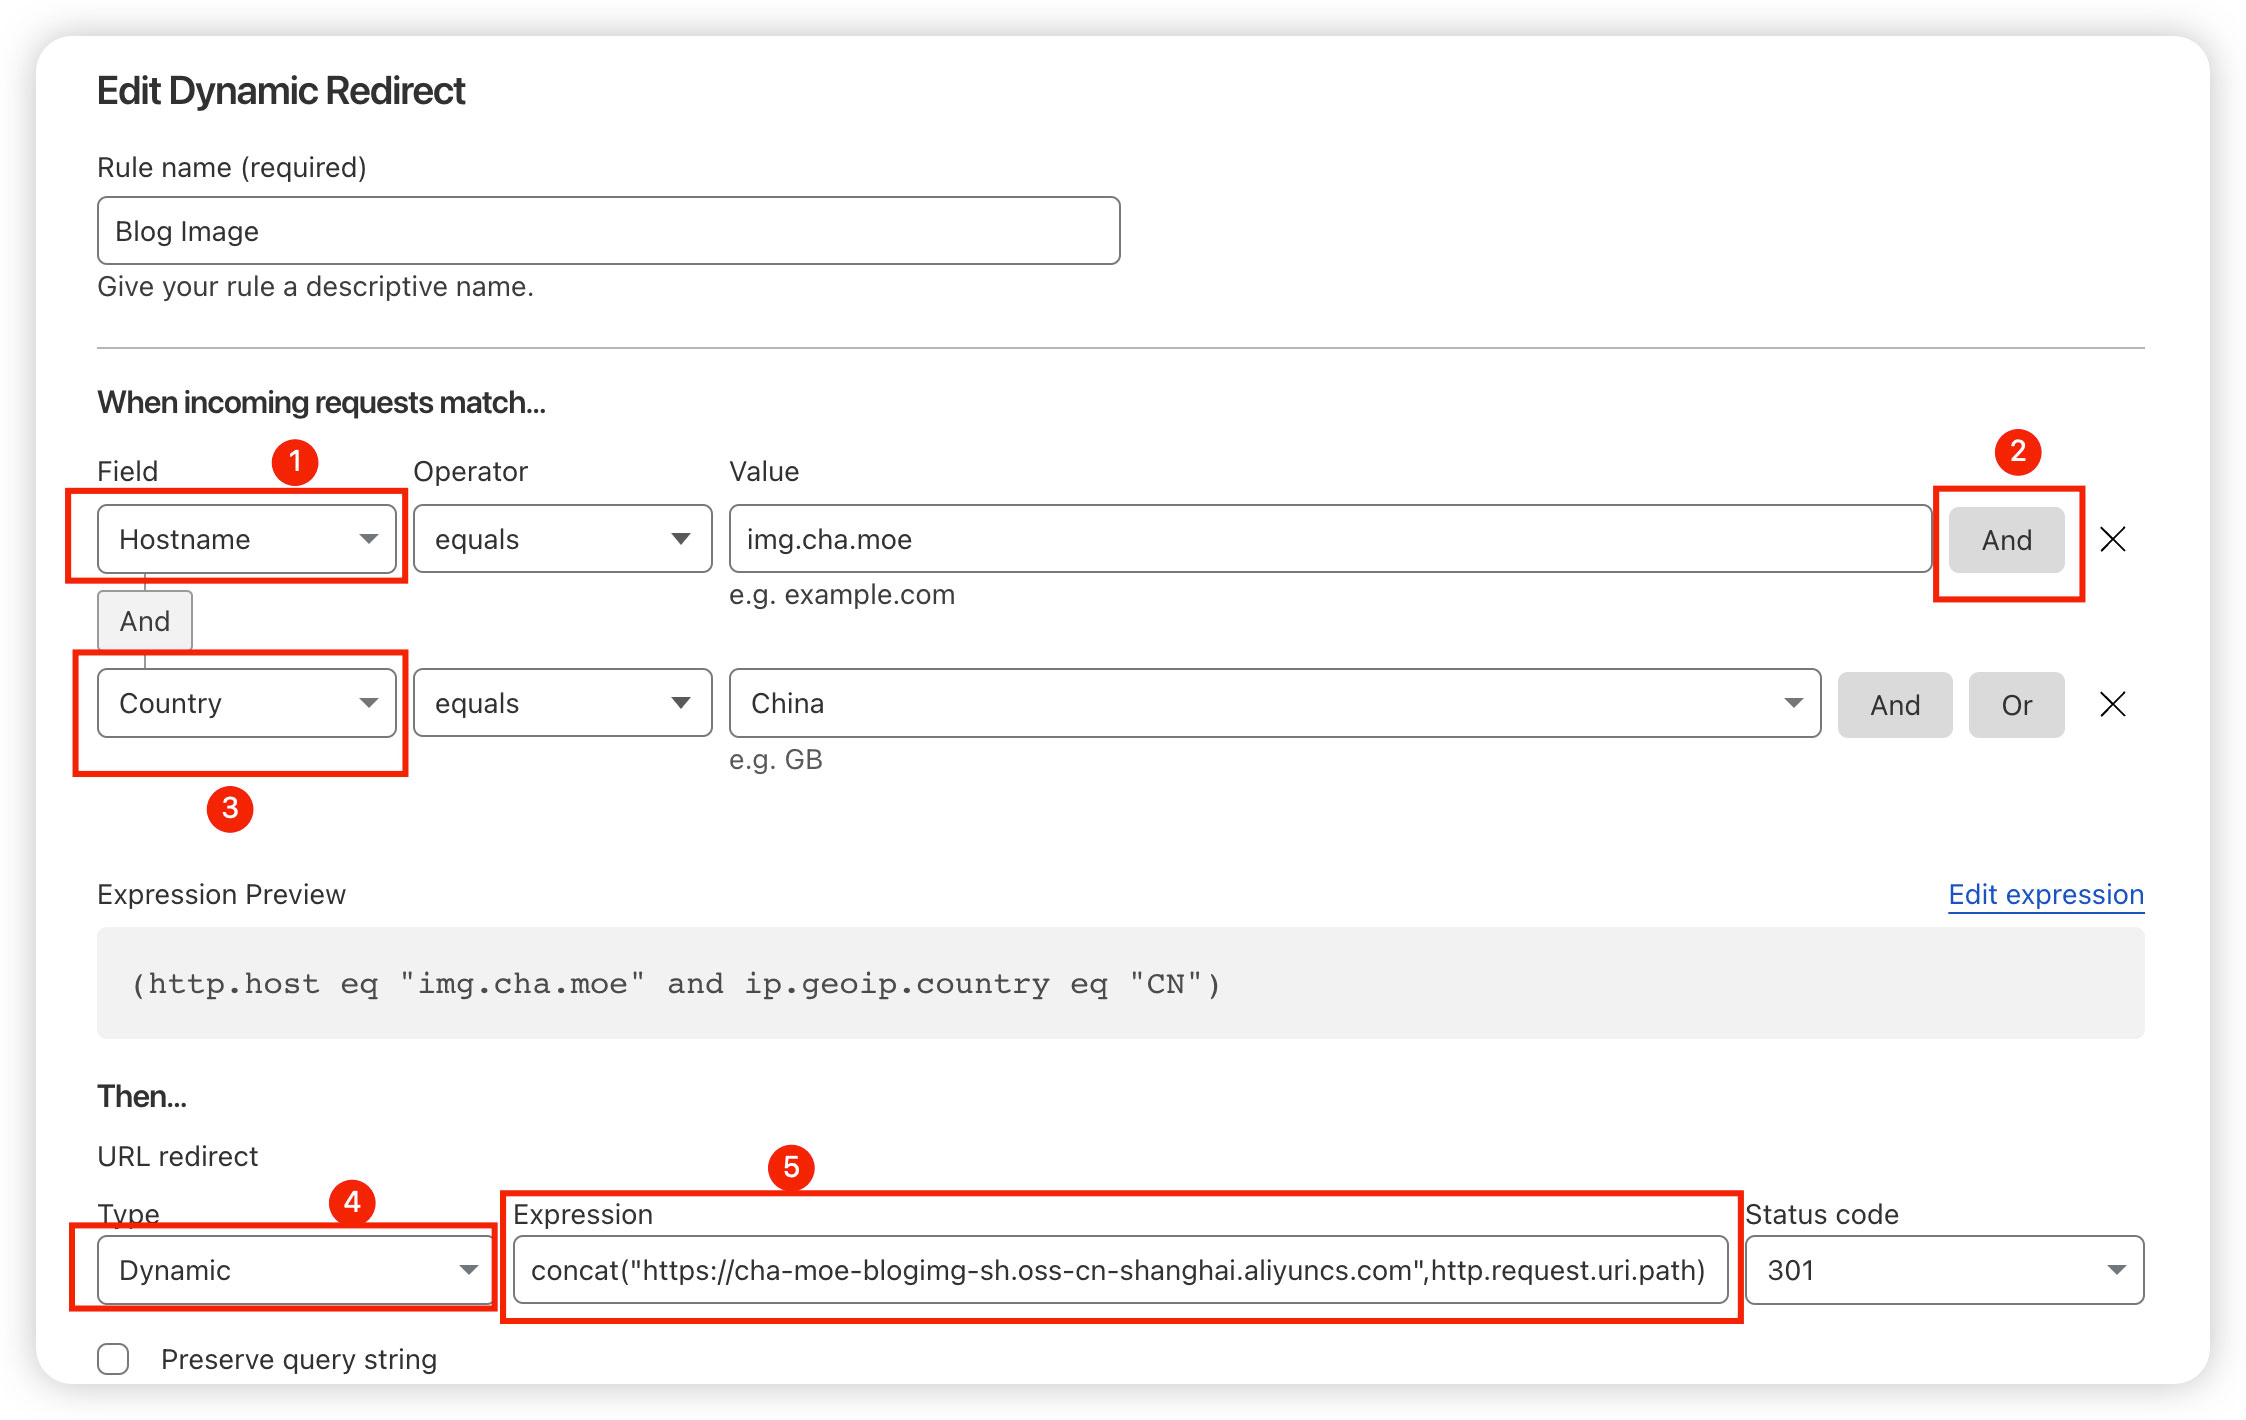 Edit Dynamic Redirect
Rule name (required)
Blog Image
Give your rule a descriptive name.
When incoming requests match...
1
2
Field Operator Value
Hostname equals img.cha.moe And
e.g. example.com
And
Country equals China And Or
e.g. GB
3
Expression Preview Edit expression
(http.host eq "img.cha.moe" and ip.geoip.country eq "CN")
Then...
URL redirect
5
4
Type Expression Status code
Dynamic concat("https://cha-moe-blogimg-sh.oss-cn-shanghai.aliyuncs.com",http.request.uri.path) 301
Preserve query string